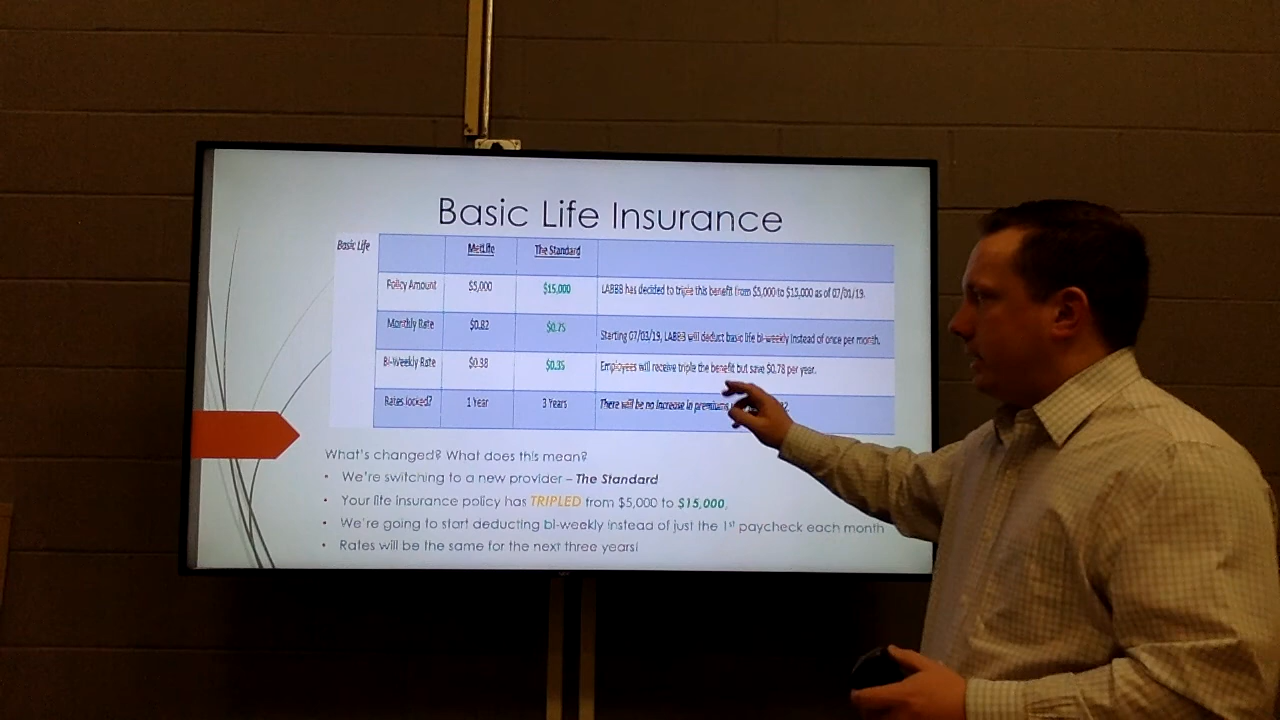 Basic Life Insurance
Basic Life
MetLife The Standard
Policy Amount $5,000 $15,000 LABBB has decided to triple this benefit from $5,000 to $15,000 as of 07/01/19.
Monthly Rate $0.82 $0.75 Starting 07/03/19, LABBB will deduct basic life bi-weekly instead of once per month.
Bi-Weekly Rate $0.38 $0.35 Employees will receive triple the benefit but save $0.78 per year.
Rates locked? 1 Year 3 Years There will be no increase in premiums
What's changed? What does this mean?
• We're switching to a new provider – The Standard
• Your life insurance policy has TRIPLED from $5,000 to $15,000.
• We're going to start deducting bi-weekly instead of just the 1st paycheck each month
• Rates will be the same for the next three years!